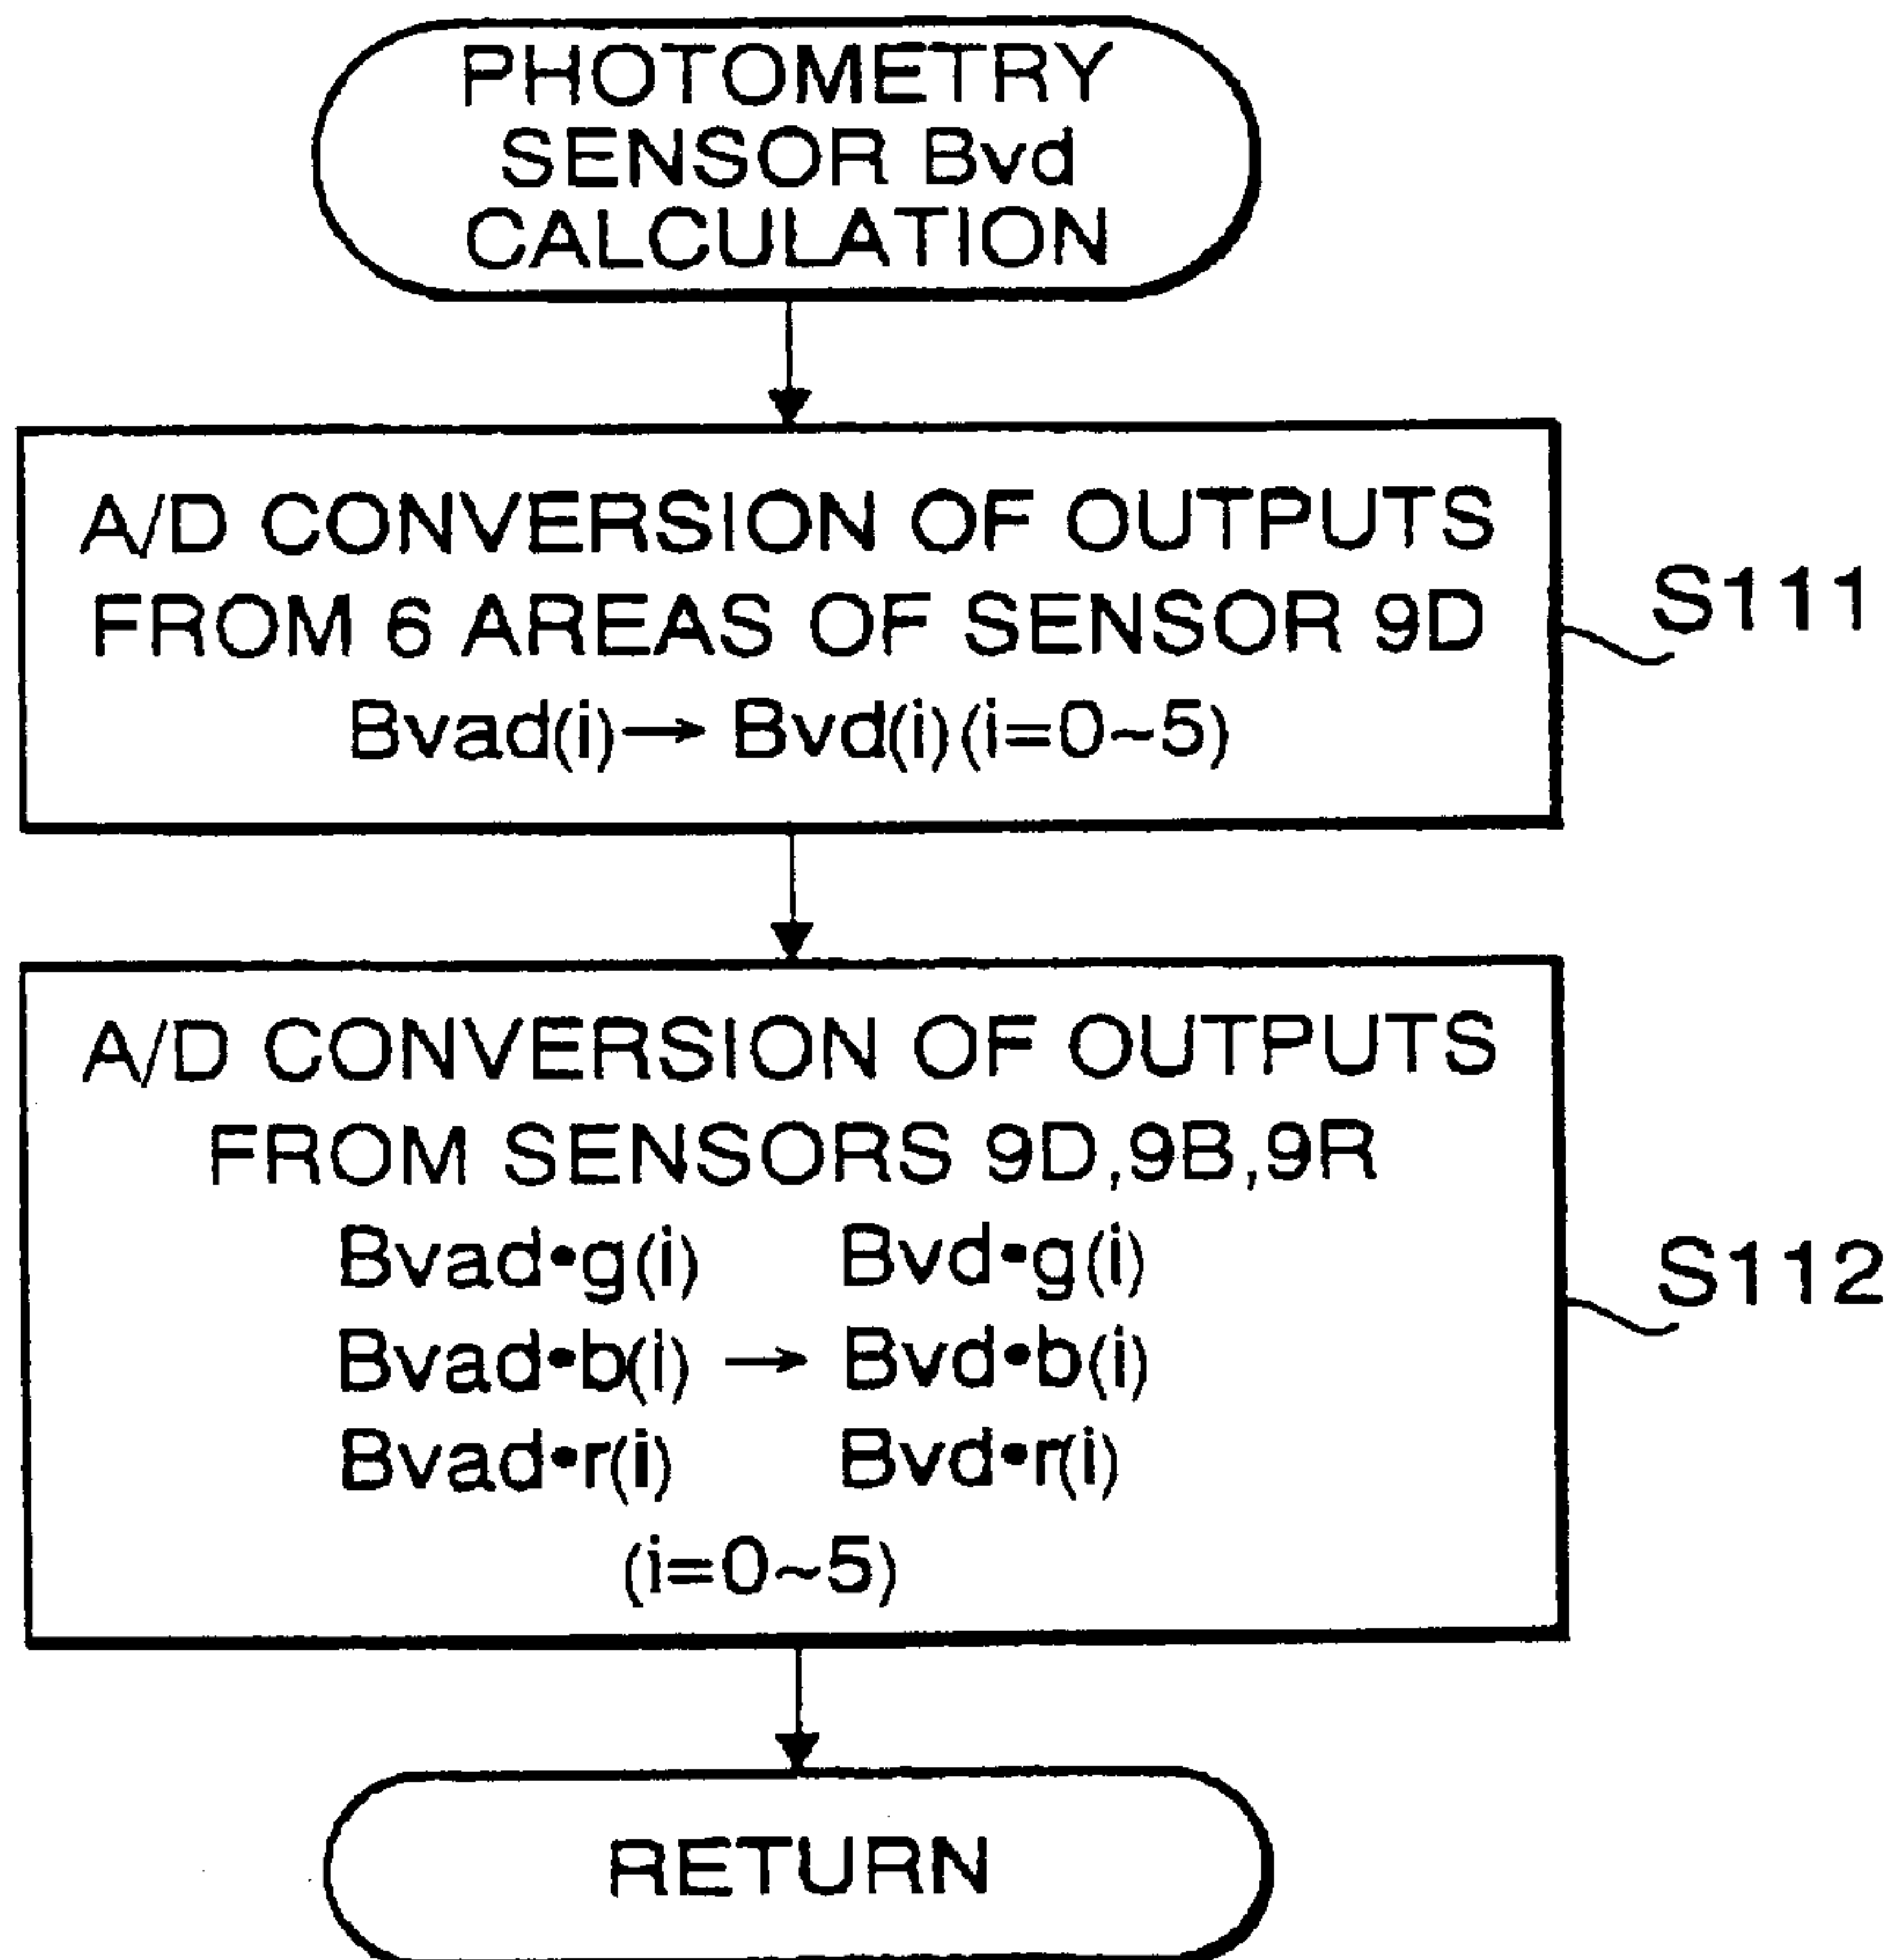 PHOTOMETRY
SENSOR Bvd
CALCULATION
A/D CONVERSION OF OUTPUTS
FROM 6 AREAS OF SENSOR 9D
Bvad(i)→ Bvd(i)(i=0~5)
S111
A/D CONVERSION OF OUTPUTS
FROM SENSORS 9D,9B,9R
Bvad•g(i) Bvd•g(i)
Bvad•b(i) → Bvd•b(i)
Bvad•r(i) Bvd•r(i)
(i=0~5)
S112
RETURN